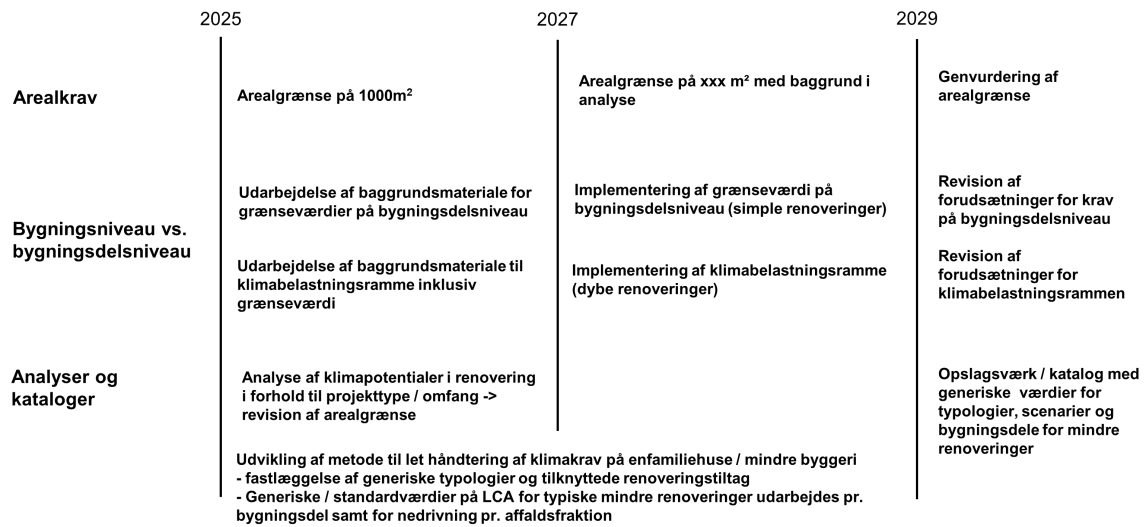 2025
2027
2029
Arealkrav
Arealgrænse på 1000m²
Arealgrænse på xxx m² med baggrund i
analyse
Genvurdering af
arealgrænse
Bygningsniveau vs.
bygningsdelsniveau
Udarbejdelse af baggrundsmateriale for
grænseværdier på bygningsdelsniveau
Implementering af grænseværdi på
bygningsdelsniveau (simple renoveringer)
Revision af
forudsætninger for krav
på bygningsdelsniveau
Udarbejdelse af baggrundsmateriale til
klimabelastningsramme inklusiv
grænseværdi
Implementering af klimabelastningsramme
(dybe renoveringer)
Revision af
forudsætninger for
klimabelastningsrammen
Analyser og
kataloger
Analyse af klimapotentialer i renovering
i forhold til projekttype / omfang ->
revision af arealgrænse
Opslagsværk / katalog med
generiske værdier for
typologier, scenarier og
bygningsdele for mindre
renoveringer
Udvikling af metode til let håndtering af klimakrav på enfamiliehuse / mindre byggeri
- fastlæggelse af generiske typologier og tilknyttede renoveringstiltag
- Generiske / standardværdier på LCA for typiske mindre renoveringer udarbejdes pr.
bygningsdel samt for nedrivning pr. affaldsfraktion